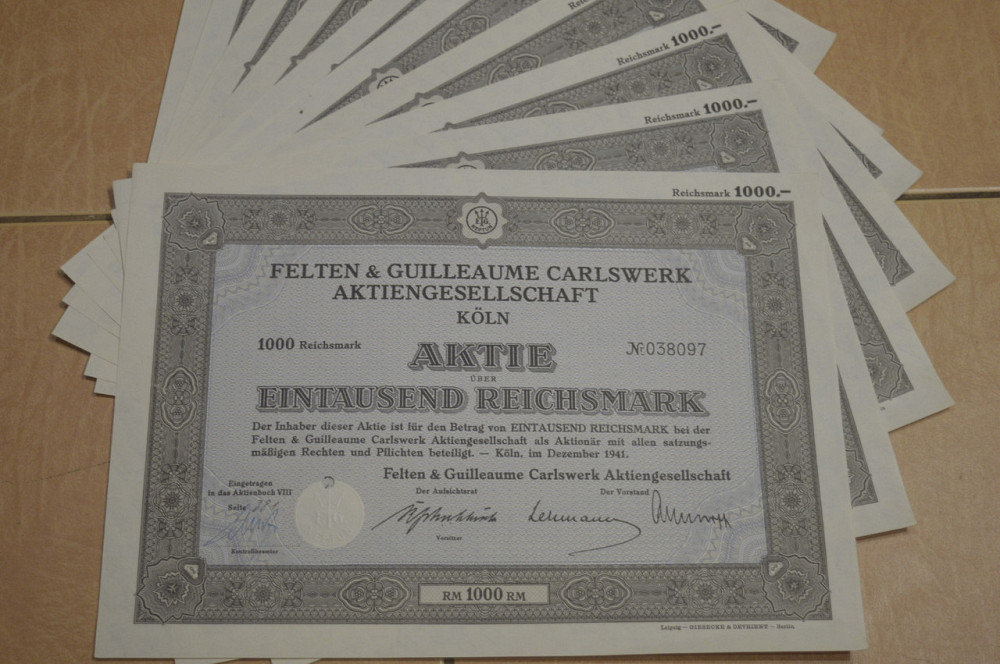 Reichsmark 1000.-
Reichsmark 1000.-
Reichsmark 1000.-
FELTEN & GUILLEAUME CARLSWERK
AKTIENGESELLSCHAFT
KÖLN
1000 Reichsmark
AKTIE
№ 038097
ÜBER
EINTAUSEND REICHSMARK
Der Inhaber dieser Aktie ist für den Betrag von EINTAUSEND REICHSMARK bei der
Felten & Guilleaume Carlswerk Aktiengesellschaft als Aktionär mit allen satzungs-
mäßigen Rechten und Pflichten beteiligt. — Köln, im Dezember 1941.
Felten & Guilleaume Carlswerk Aktiengesellschaft
Eingetragen
in das Aktienbuch VIII
Seite
Der Aufsichtsrat
Der Vorstand
Vorsitzer
Lehmann
Kontrollbeamter
RM 1000 RM
Leipzig — GIESECKE & DEVRIENT — Berlin